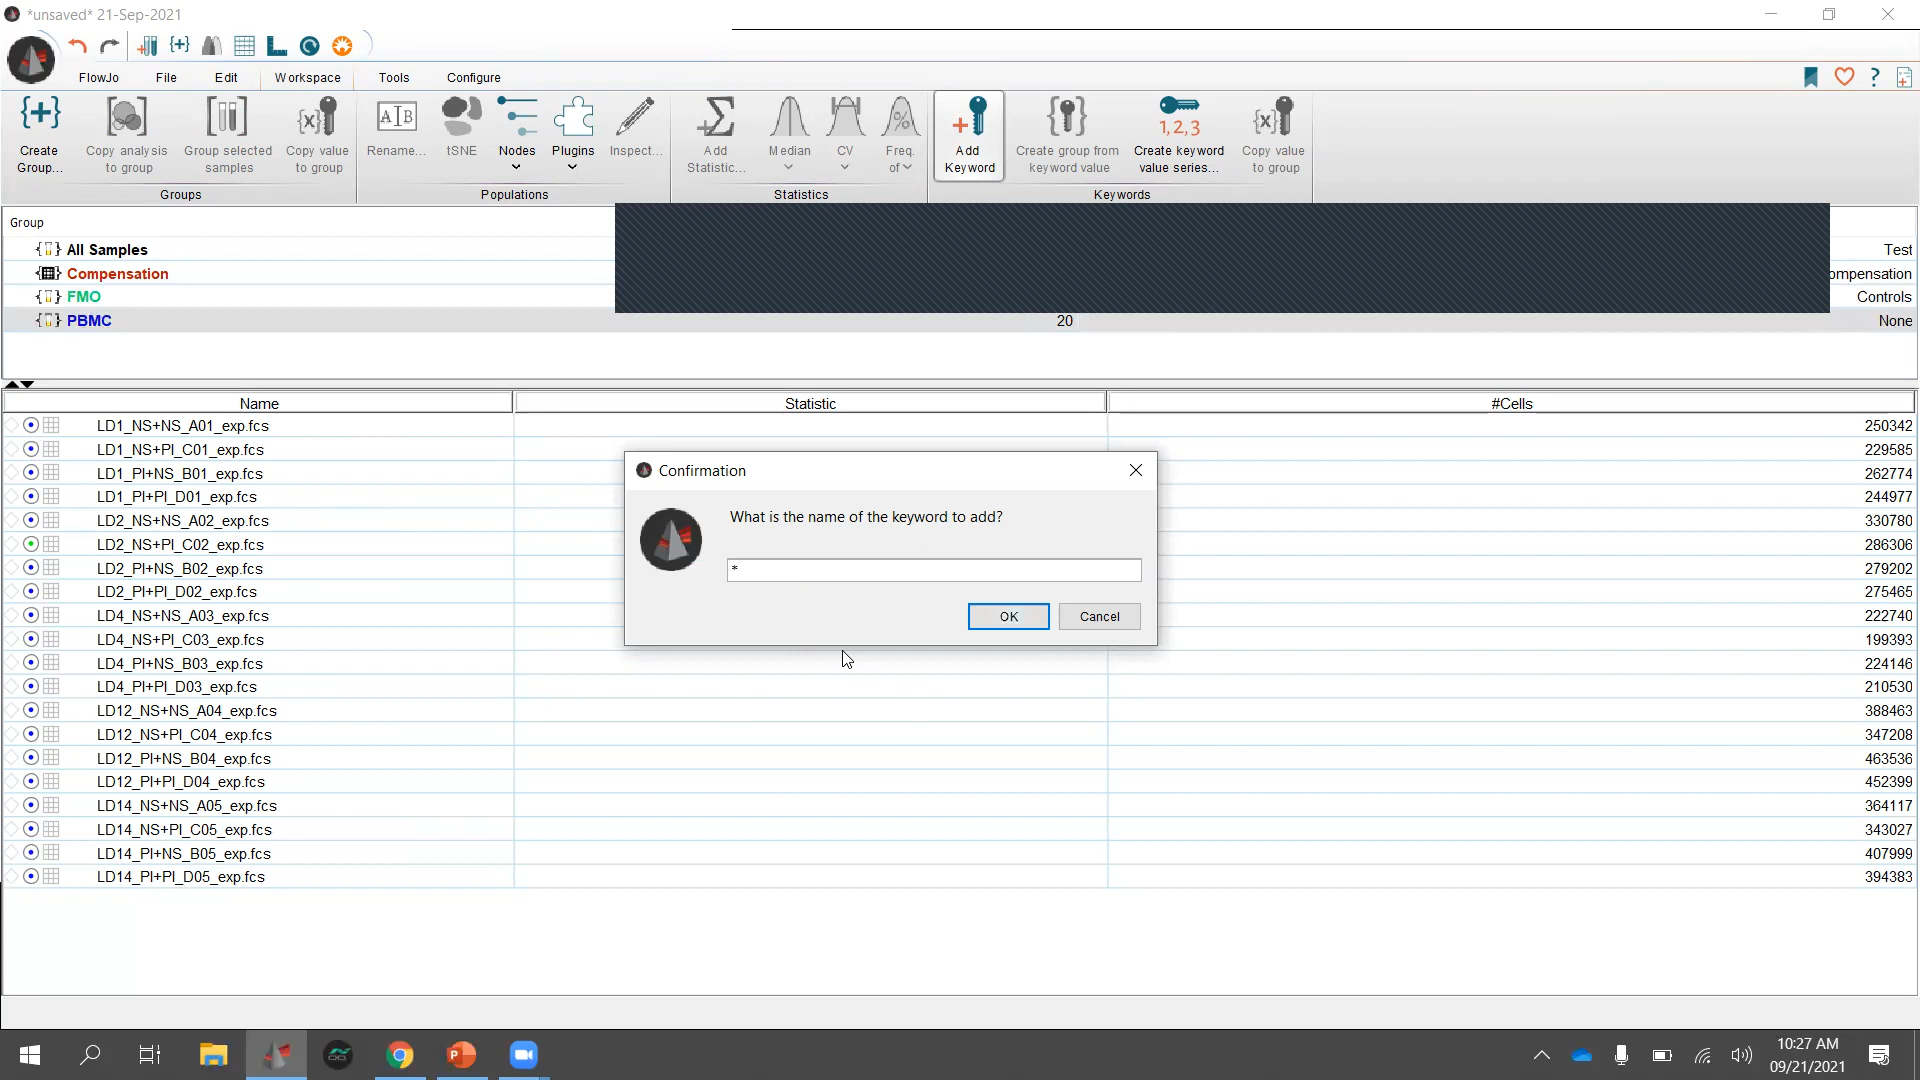 *unsaved* 21-Sep-2021
FlowJo File Edit Workspace Tools Configure
Create Group...
Copy analysis to group
Group selected samples
Copy value to group
Groups
Rename...
tSNE
Nodes
Plugins
Inspect...
Populations
Add Statistic...
Median
CV
Freq. of
Statistics
Add Keyword
Create group from keyword value
1,2,3
Create keyword value series...
Copy value to group
Keywords
Group
All Samples Test
Compensation ompensation
FMO Controls
PBMC 20 None
Name Statistic #Cells
LD1_NS+NS_A01_exp.fcs 250342
LD1_NS+PI_C01_exp.fcs 229585
LD1_PI+NS_B01_exp.fcs 262774
LD1_PI+PI_D01_exp.fcs 244977
LD2_NS+NS_A02_exp.fcs 330780
LD2_NS+PI_C02_exp.fcs 286306
LD2_PI+NS_B02_exp.fcs 279202
LD2_PI+PI_D02_exp.fcs 275465
LD4_NS+NS_A03_exp.fcs 222740
LD4_NS+PI_C03_exp.fcs 199393
LD4_PI+NS_B03_exp.fcs 224146
LD4_PI+PI_D03_exp.fcs 210530
LD12_NS+NS_A04_exp.fcs 388463
LD12_NS+PI_C04_exp.fcs 347208
LD12_PI+NS_B04_exp.fcs 463536
LD12_PI+PI_D04_exp.fcs 452399
LD14_NS+NS_A05_exp.fcs 364117
LD14_NS+PI_C05_exp.fcs 343027
LD14_PI+NS_B05_exp.fcs 407999
LD14_PI+PI_D05_exp.fcs 394383
Confirmation
What is the name of the keyword to add?
*
OK Cancel
10:27 AM
09/21/2021